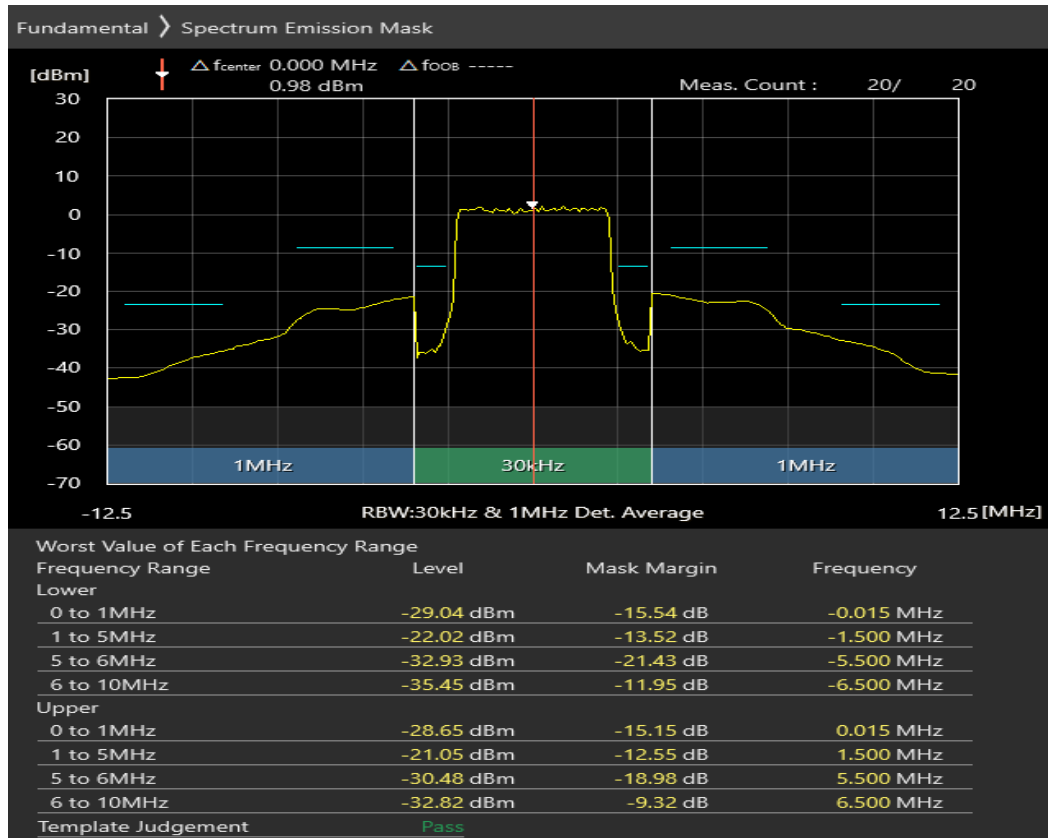 Fundamental 〉 Spectrum Emission Mask
[dBm] △ fcenter 0.000 MHz △ fOOB -----
0.98 dBm Meas. Count : 20/ 20
30
20
10
0
-10
-20
-30
-40
-50
-60
-70
1MHz 30kHz 1MHz
-12.5 RBW:30kHz & 1MHz Det. Average 12.5 [MHz]
Worst Value of Each Frequency Range
Frequency Range Level Mask Margin Frequency
Lower
0 to 1MHz -29.04 dBm -15.54 dB -0.015 MHz
1 to 5MHz -22.02 dBm -13.52 dB -1.500 MHz
5 to 6MHz -32.93 dBm -21.43 dB -5.500 MHz
6 to 10MHz -35.45 dBm -11.95 dB -6.500 MHz
Upper
0 to 1MHz -28.65 dBm -15.15 dB 0.015 MHz
1 to 5MHz -21.05 dBm -12.55 dB 1.500 MHz
5 to 6MHz -30.48 dBm -18.98 dB 5.500 MHz
6 to 10MHz -32.82 dBm -9.32 dB 6.500 MHz
Template Judgement Pass